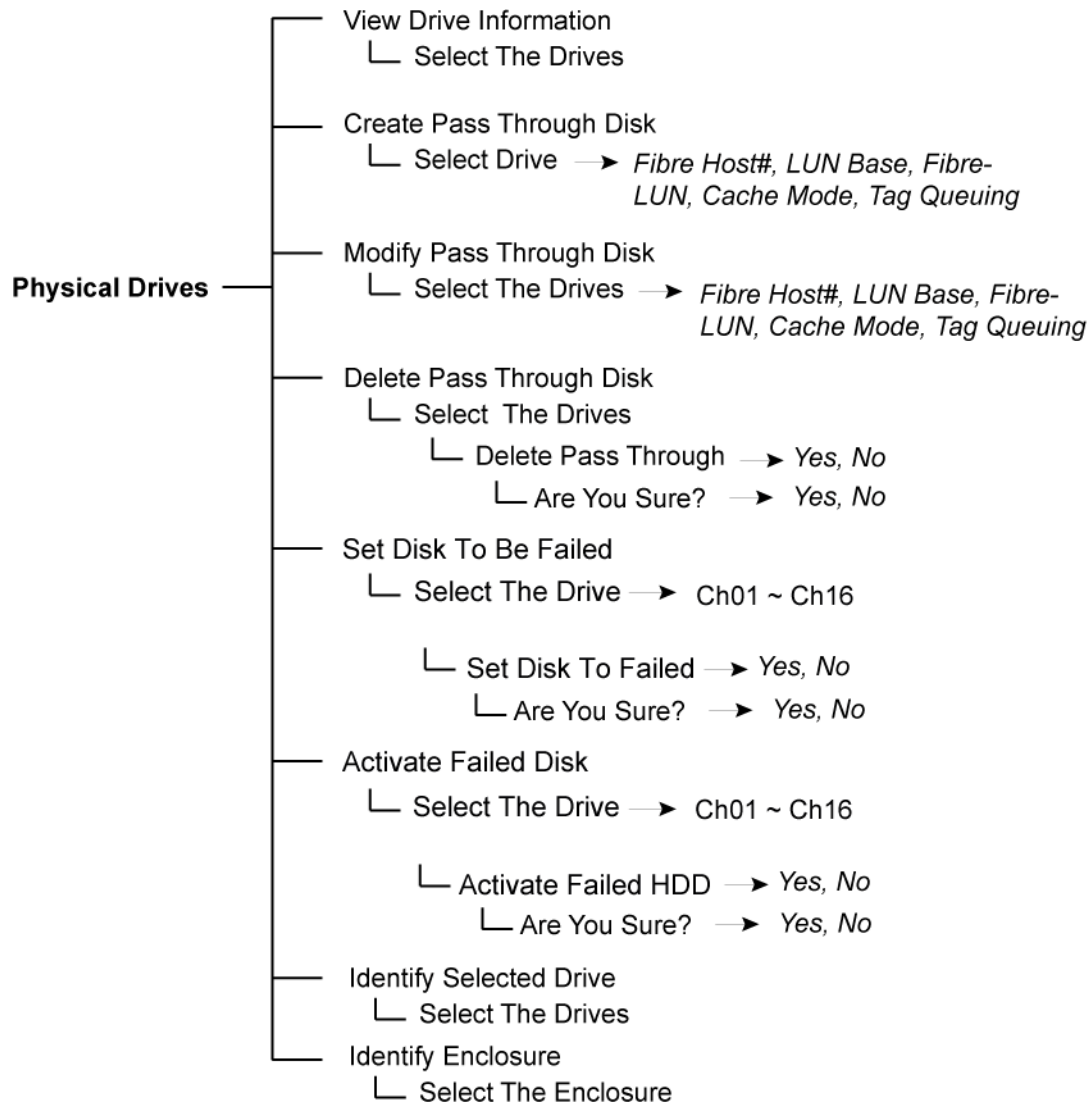 View Drive Information
Select The Drives
Create Pass Through Disk
Select Drive
Fibre Host#, LUN Base, Fibre-
LUN, Cache Mode, Tag Queuing
Modify Pass Through Disk
Physical Drives
Select The Drives
Fibre Host#, LUN Base, Fibre-
LUN, Cache Mode, Tag Queuing
Delete Pass Through Disk
Select The Drives
Delete Pass Through
Yes, No
Are You Sure?
Yes, No
Set Disk To Be Failed
Select The Drive
Ch01 ~ Ch16
Set Disk To Failed
Yes, No
Are You Sure?
Yes, No
Activate Failed Disk
Select The Drive
Ch01 ~ Ch16
Activate Failed HDD
Yes, No
Are You Sure?
Yes, No
Identify Selected Drive
Select The Drives
Identify Enclosure
Select The Enclosure